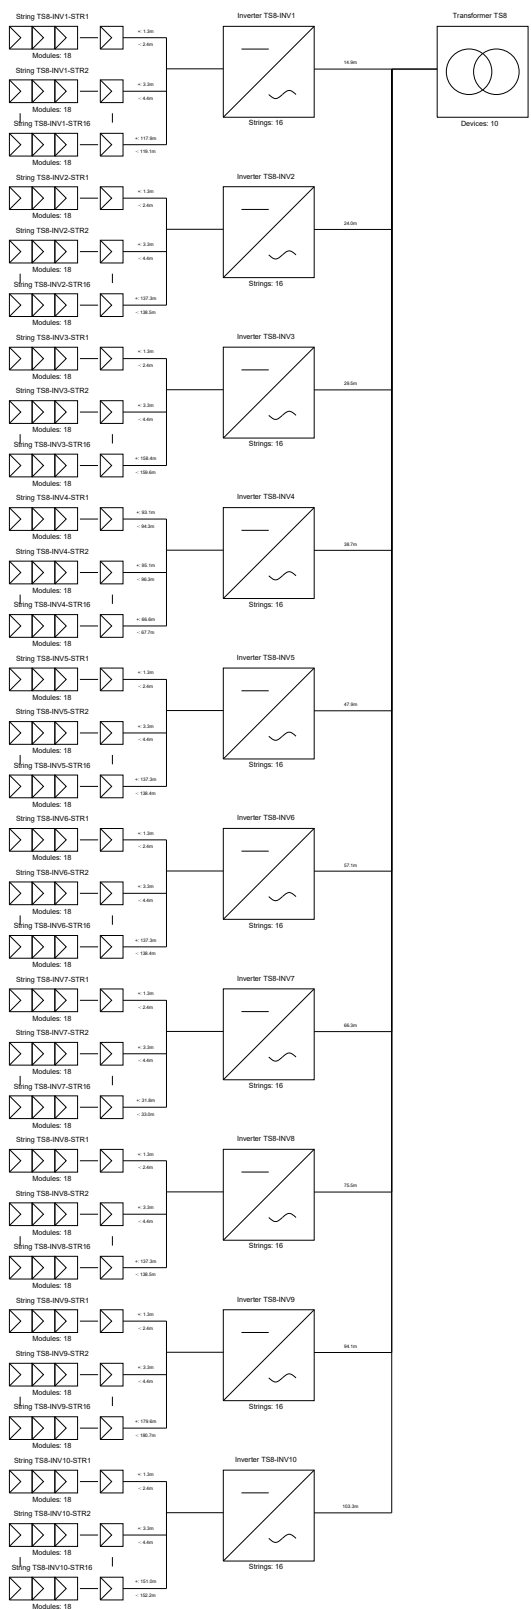 String TS8-INV1-STR1
Inverter TS8-INV1
Transformer TS8
+: 1.3m
-: 2.4m
Modules: 18
String TS8-INV1-STR2
14.9m
+: 3.3m
-: 4.4m
Modules: 18
String TS8-INV1-STR16
Strings: 16
Devices: 10
+: 117.9m
-: 119.1m
Modules: 18
String TS8-INV2-STR1
Inverter TS8-INV2
+: 1.3m
-: 2.4m
Modules: 18
String TS8-INV2-STR2
24.0m
+: 3.3m
-: 4.4m
Modules: 18
String TS8-INV2-STR16
Strings: 16
+: 137.3m
-: 138.5m
Modules: 18
String TS8-INV3-STR1
Inverter TS8-INV3
+: 1.3m
-: 2.4m
Modules: 18
String TS8-INV3-STR2
29.5m
+: 3.3m
-: 4.4m
Modules: 18
String TS8-INV3-STR16
Strings: 16
+: 158.4m
-: 159.6m
Modules: 18
String TS8-INV4-STR1
Inverter TS8-INV4
+: 93.1m
-: 94.3m
Modules: 18
String TS8-INV4-STR2
38.7m
+: 95.1m
-: 96.3m
Modules: 18
String TS8-INV4-STR16
Strings: 16
+: 66.6m
-: 67.7m
Modules: 18
String TS8-INV5-STR1
Inverter TS8-INV5
+: 1.3m
-: 2.4m
Modules: 18
String TS8-INV5-STR2
47.9m
+: 3.3m
-: 4.4m
Modules: 18
String TS8-INV5-STR16
Strings: 16
+: 137.3m
-: 138.4m
Modules: 18
String TS8-INV6-STR1
Inverter TS8-INV6
+: 1.3m
-: 2.4m
Modules: 18
String TS8-INV6-STR2
57.1m
+: 3.3m
-: 4.4m
Modules: 18
String TS8-INV6-STR16
Strings: 16
+: 137.3m
-: 138.4m
Modules: 18
String TS8-INV7-STR1
Inverter TS8-INV7
+: 1.3m
-: 2.4m
Modules: 18
String TS8-INV7-STR2
66.3m
+: 3.3m
-: 4.4m
Modules: 18
String TS8-INV7-STR16
Strings: 16
+: 31.8m
-: 33.0m
Modules: 18
String TS8-INV8-STR1
Inverter TS8-INV8
+: 1.3m
-: 2.4m
Modules: 18
String TS8-INV8-STR2
75.5m
+: 3.3m
-: 4.4m
Modules: 18
String TS8-INV8-STR16
Strings: 16
+: 137.3m
-: 138.5m
Modules: 18
String TS8-INV9-STR1
Inverter TS8-INV9
+: 1.3m
-: 2.4m
Modules: 18
String TS8-INV9-STR2
94.1m
+: 3.3m
-: 4.4m
Modules: 18
String TS8-INV9-STR16
Strings: 16
+: 179.6m
-: 180.7m
Modules: 18
String TS8-INV10-STR1
Inverter TS8-INV10
+: 1.3m
-: 2.4m
Modules: 18
String TS8-INV10-STR2
103.3m
+: 3.3m
-: 4.4m
Modules: 18
String TS8-INV10-STR16
Strings: 16
+: 151.0m
-: 152.2m
Modules: 18